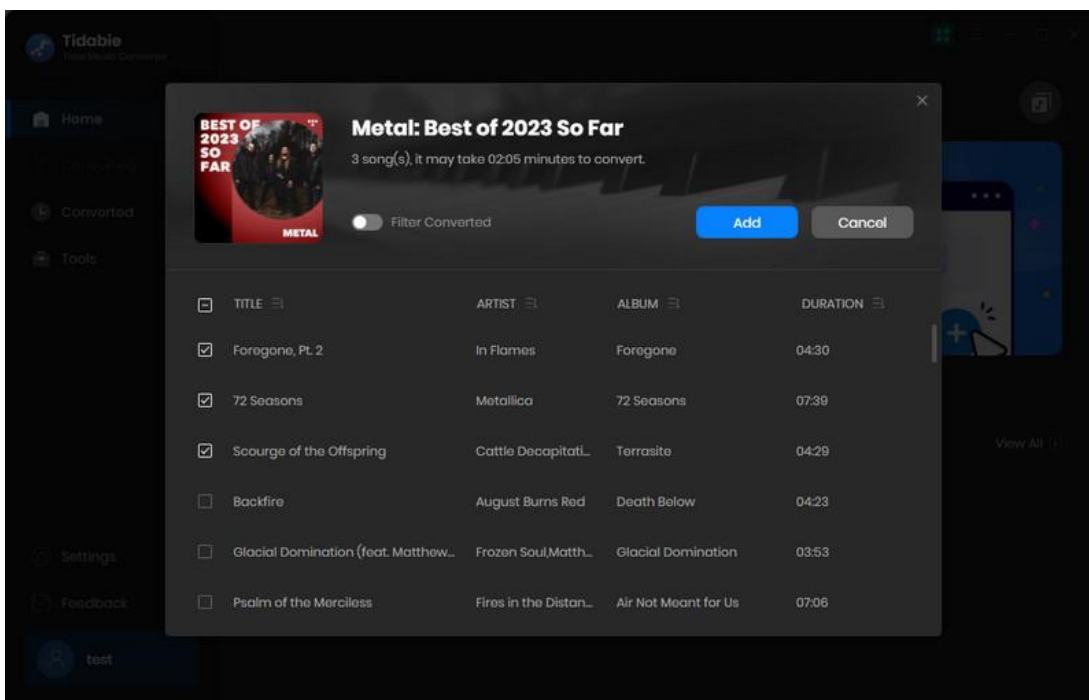 Tidabie
Tidal Music Converter
Home
Converting
Converted
Tools
Settings
Feedback
test
BEST OF
2023
SO
FAR
METAL
Metal: Best of 2023 So Far
3 song(s), it may take 02:05 minutes to convert.
Filter Converted
Add
Cancel
TITLE ARTIST ALBUM DURATION
Foregone, Pt. 2 In Flames Foregone 04:30
72 Seasons Metallica 72 Seasons 07:39
Scourge of the Offspring Cattle Decapitati... Terrasite 04:29
Backfire August Burns Red Death Below 04:23
Glacial Domination (feat. Matthew... Frozen Soul,Matth... Glacial Domination 03:53
Psalm of the Merciless Fires in the Distan... Air Not Meant for Us 07:06
View All